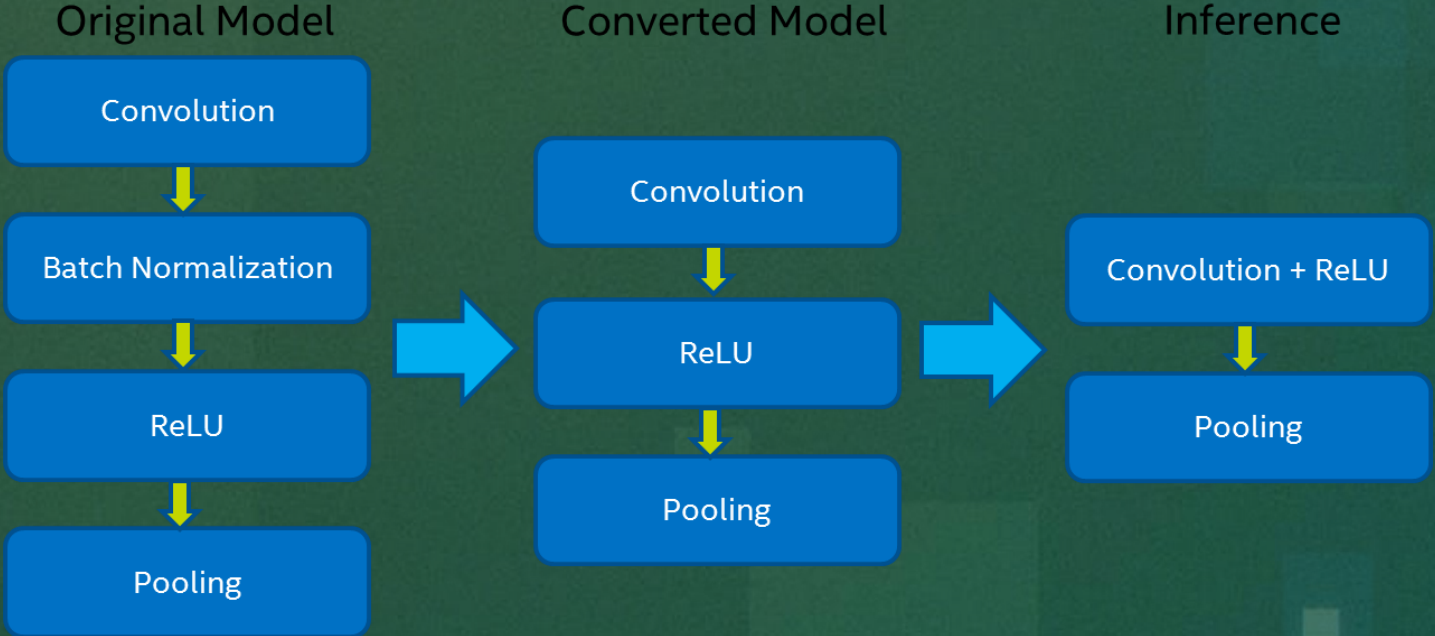 Original Model
Convolution
Batch Normalization
ReLU
Pooling
Converted Model
Convolution
ReLU
Pooling
Inference
Convolution + ReLU
Pooling